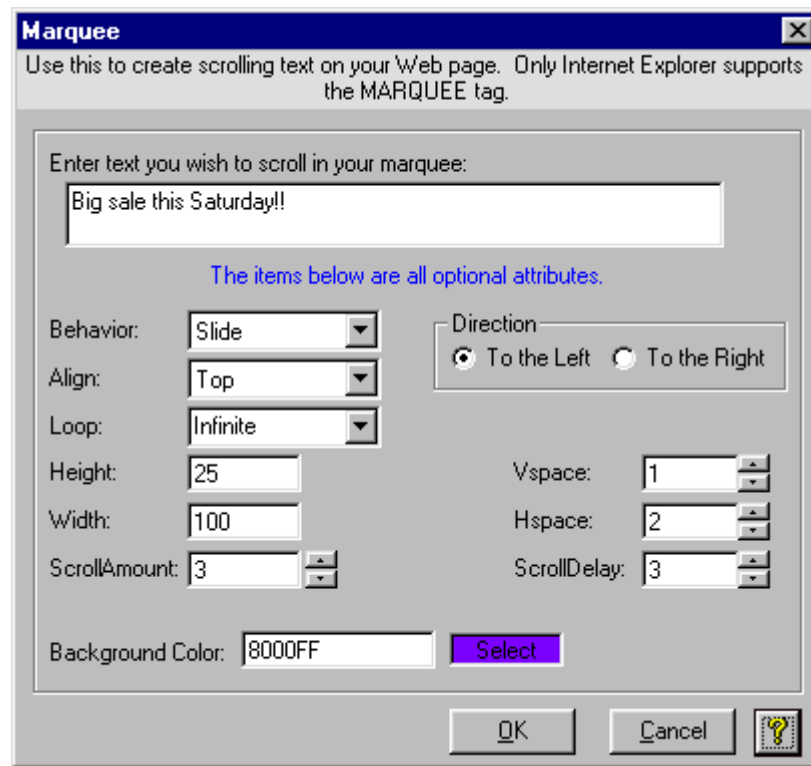 Marquee
Use this to create scrolling text on your Web page.  Only Internet Explorer supports
the MARQUEE tag.
Enter text you wish to scroll in your marquee:
Big sale this Saturday!!
The items below are all optional attributes.
Behavior: Slide
Direction
To the Left To the Right
Align: Top
Loop: Infinite
Height: 25 Vspace: 1
Width: 100 Hspace: 2
ScrollAmount: 3 ScrollDelay: 3
Background Color: 8000FF Select
OK Cancel ?